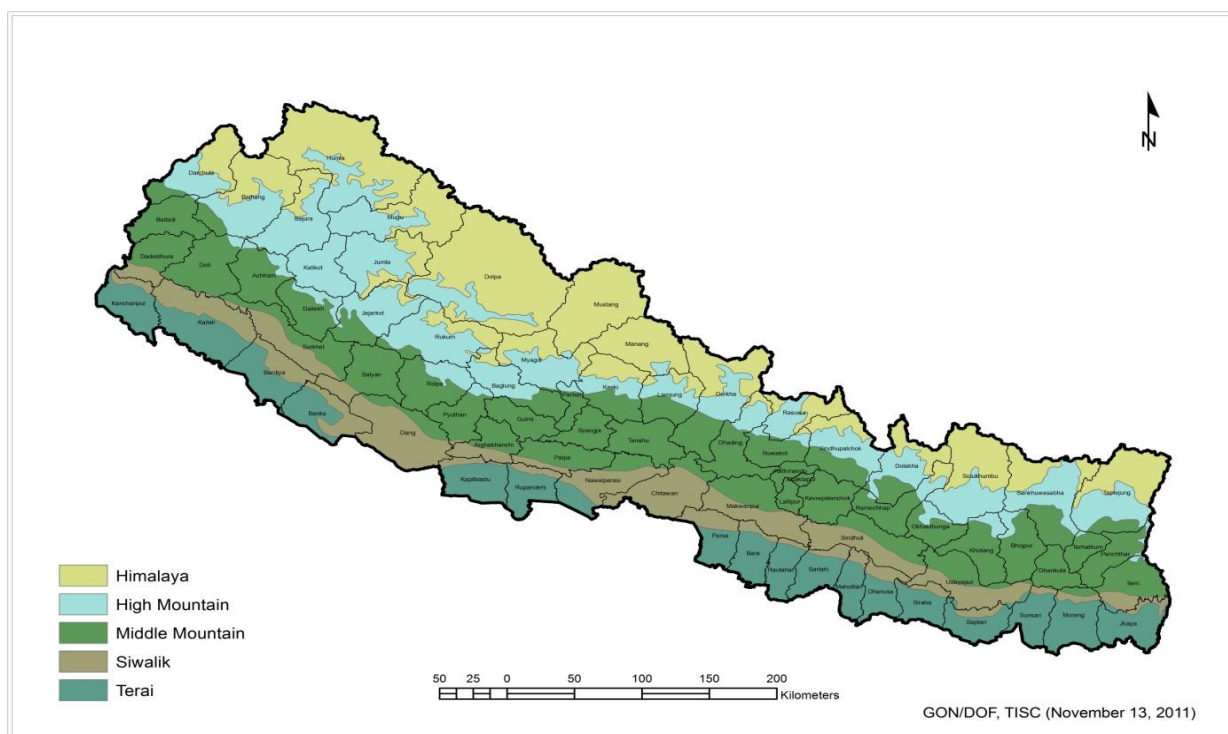 N
Humla
Darchula
Bajhang
Bajura
Mugu
Baitadi
Dadeldhura
Doti
Achham
Kalikot
Jumla
Dolpa
Mustang
Kanchanpur
Kailali
Dailekh
Jajarkot
Rukum
Manang
Surkhet
Myagdi
Bardiya
Salyan
Rolpa
Baglung
Parbat
Kaski
Lamjung
Gorkha
Rasuwa
Banke
Dang
Pyuthan
Gulmi
Syangja
Tanahu
Dhading
Nuwakot
Sindhupalchok
Dolakha
Solukhumbu
Sankhuwasabha
Taplejung
Arghakhanchi
Palpa
Kathmandu
Bhaktapur
Kapilbastu
Rupandehi
Nawalparasi
Chitawan
Makwanpur
Lalitpur
Kavrepalanchok
Ramechhap
Okhaldhunga
Khotang
Bhojpur
Terhathum
Panchthar
Parsa
Bara
Rautahat
Sarlahi
Sindhuli
Udayapur
Dhankuta
Ilam
Mahottari
Dhanusa
Siraha
Saptari
Sunsari
Morang
Jhapa
Himalaya
High Mountain
Middle Mountain
Siwalik
Terai
50 25 0 50 100 150 200
Kilometers
GON/DOF, TISC (November 13, 2011)